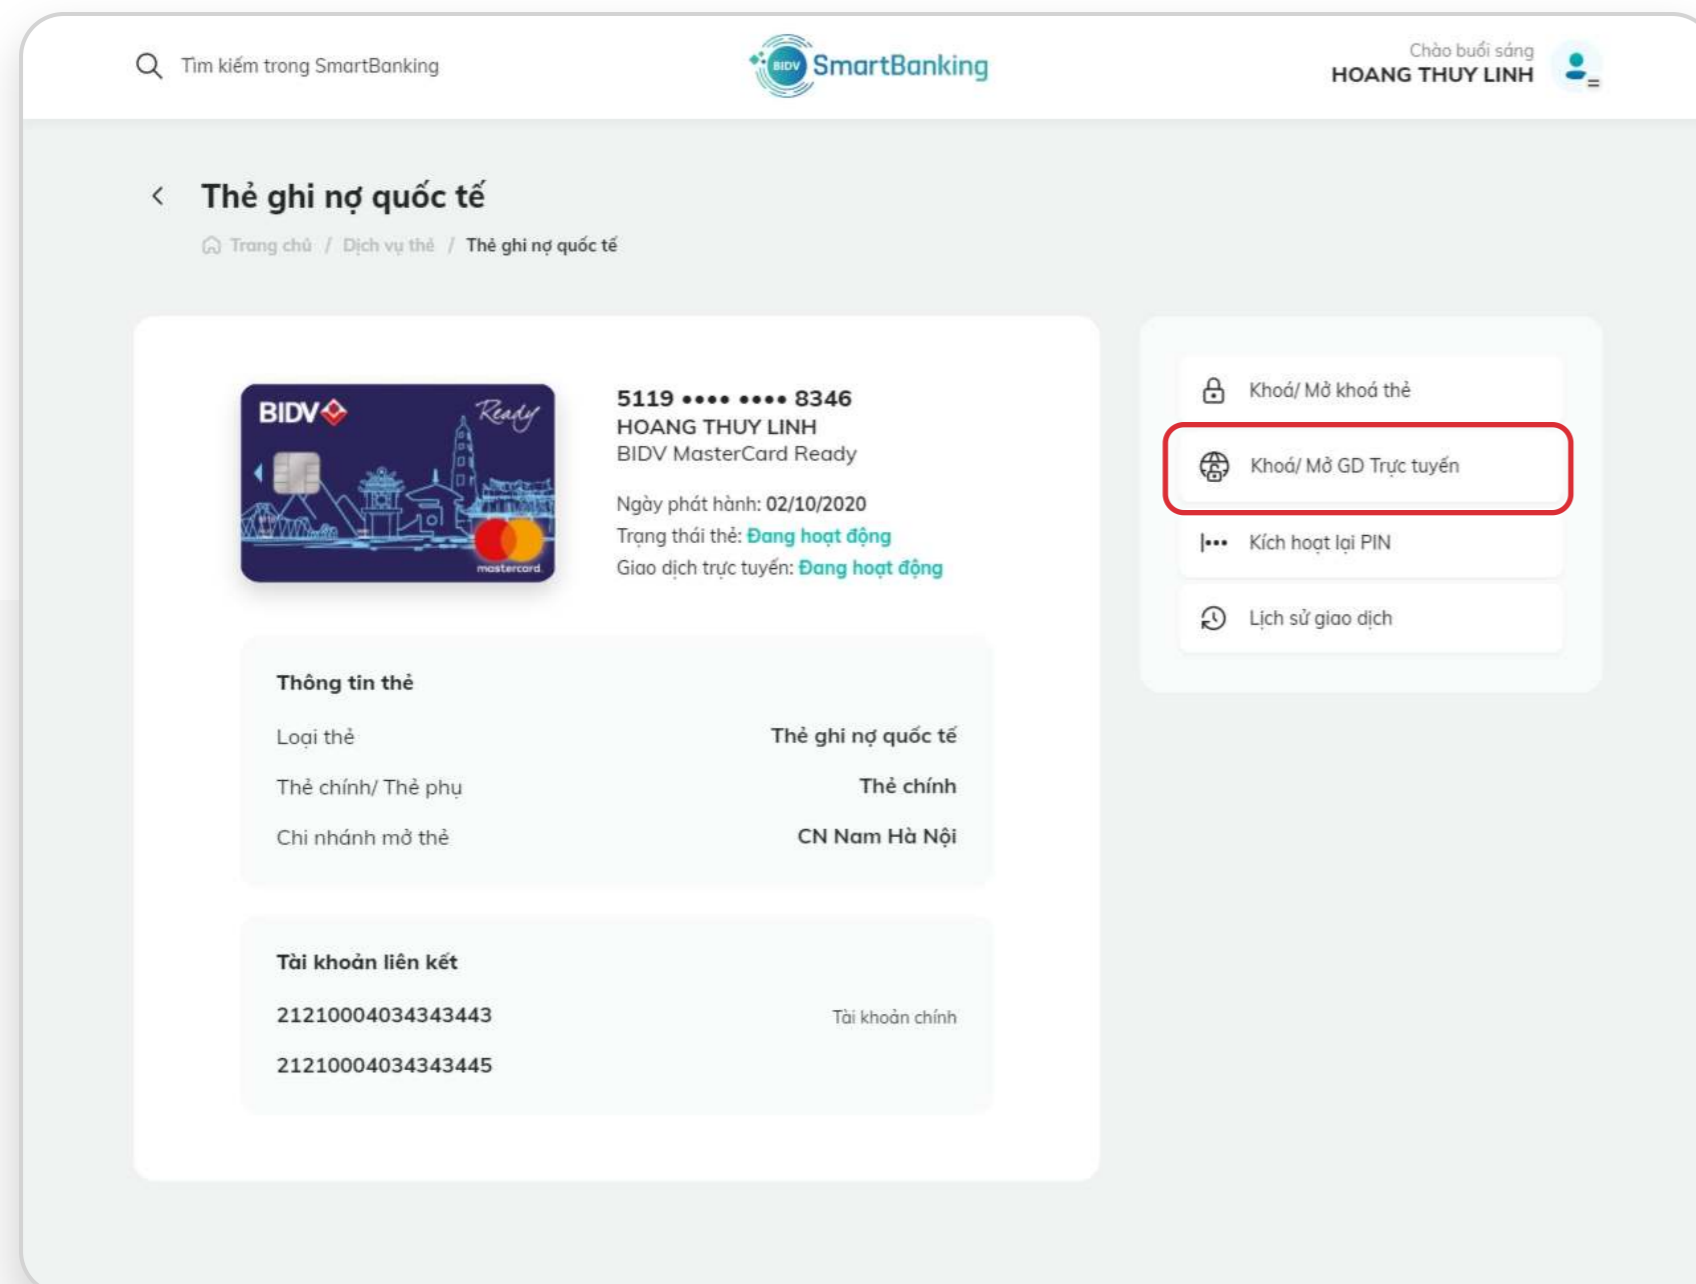 Tìm kiếm trong SmartBanking
BIDV SmartBanking
Chào buổi sáng
HOANG THUY LINH
Thẻ ghi nợ quốc tế
Trang chủ / Dịch vụ thẻ / Thẻ ghi nợ quốc tế
BIDV Ready
mastercard.
5119 •••• •••• 8346
HOANG THUY LINH
BIDV MasterCard Ready
Ngày phát hành: 02/10/2020
Trạng thái thẻ: Đang hoạt động
Giao dịch trực tuyến: Đang hoạt động
Thông tin thẻ
Loại thẻ Thẻ ghi nợ quốc tế
Thẻ chính/ Thẻ phụ Thẻ chính
Chi nhánh mở thẻ CN Nam Hà Nội
Tài khoản liên kết
21210004034343443 Tài khoản chính
21210004034343445
Khoá/ Mở khoá thẻ
Khoá/ Mở GD Trực tuyến
Kích hoạt lại PIN
Lịch sử giao dịch